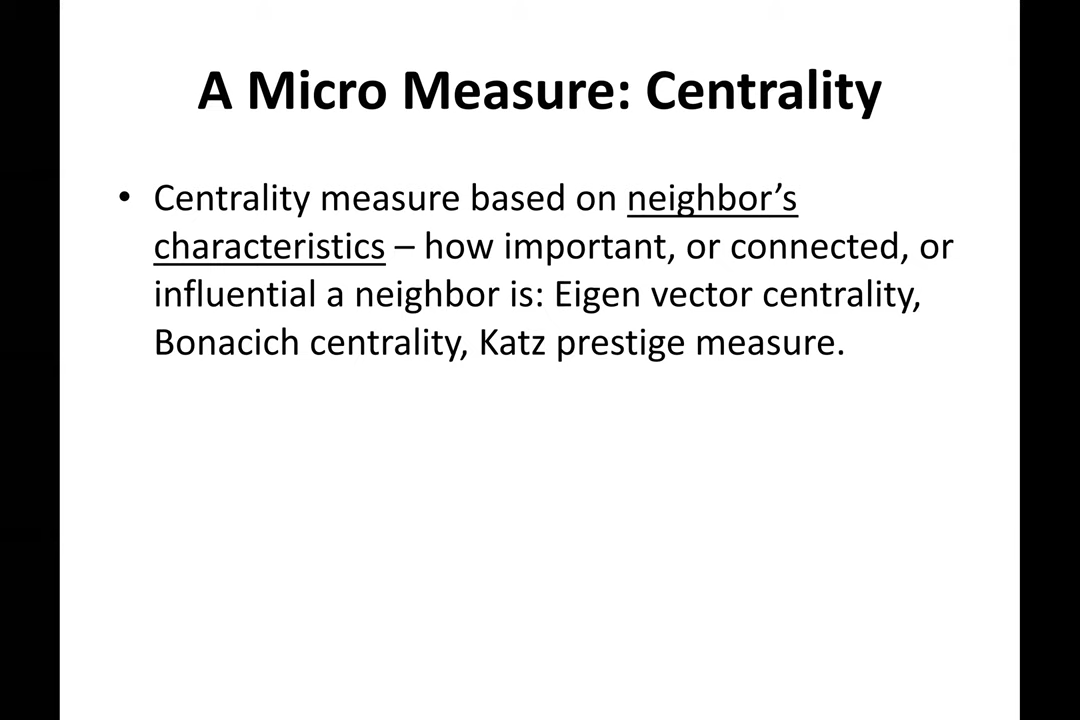 A Micro Measure: Centrality
• Centrality measure based on neighbor’s
characteristics – how important, or connected, or
influential a neighbor is: Eigen vector centrality,
Bonacich centrality, Katz prestige measure.